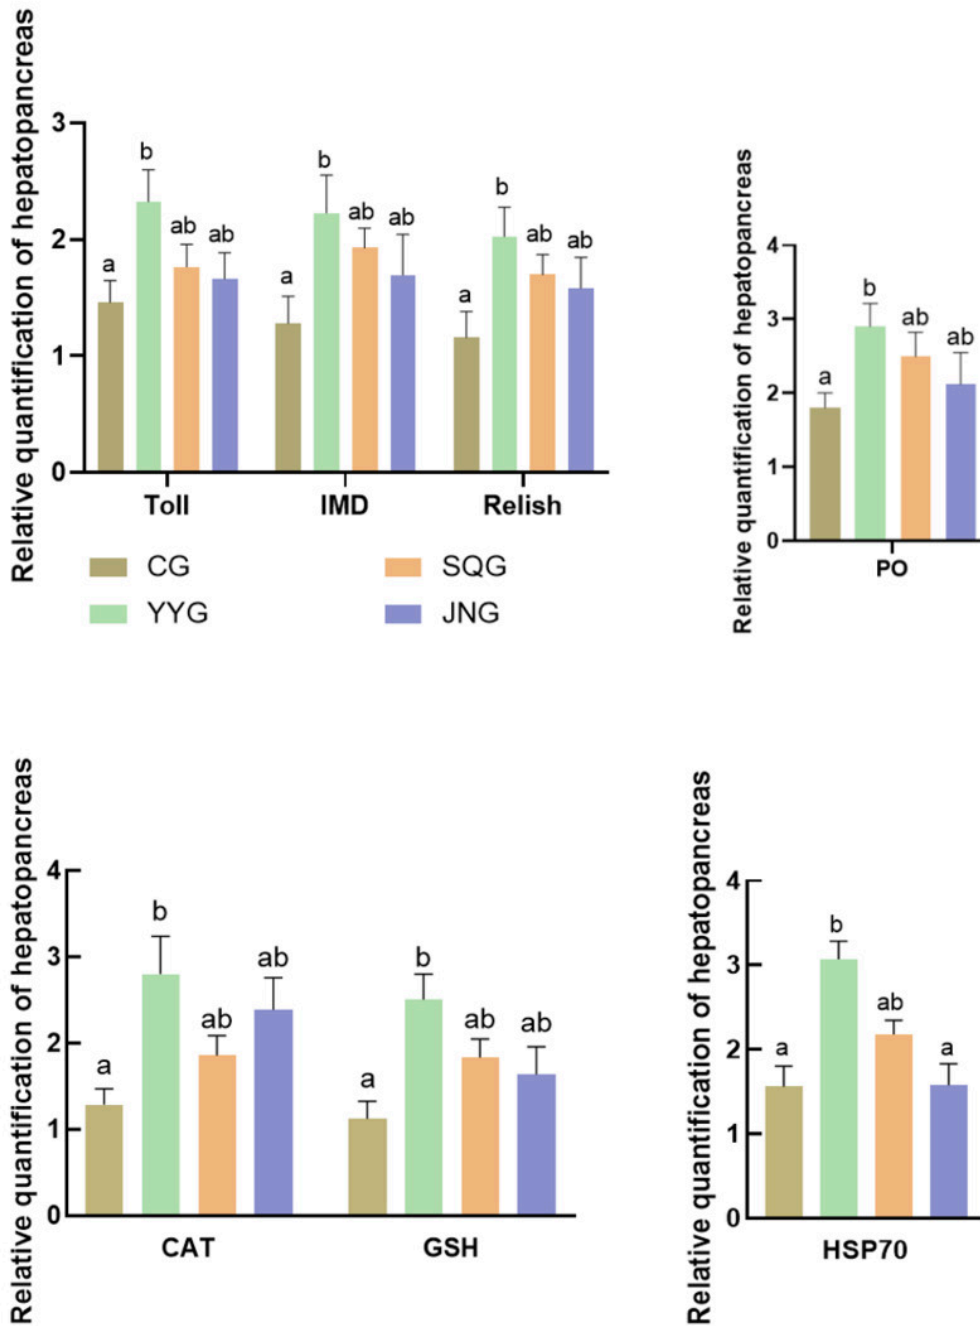 Relative quantification of hepatopancreas
3
2
1
0
a
b
ab
ab
a
b
ab
ab
a
b
ab
ab
Toll
IMD
Relish
CG
SQG
YYG
JNG
Relative quantification of hepatopancreas
4
3
2
1
0
a
b
ab
ab
PO
Relative quantification of hepatopancreas
4
3
2
1
0
a
b
ab
ab
a
b
ab
ab
CAT
GSH
Relative quantification of hepatopancreas
4
3
2
1
0
a
b
ab
a
HSP70